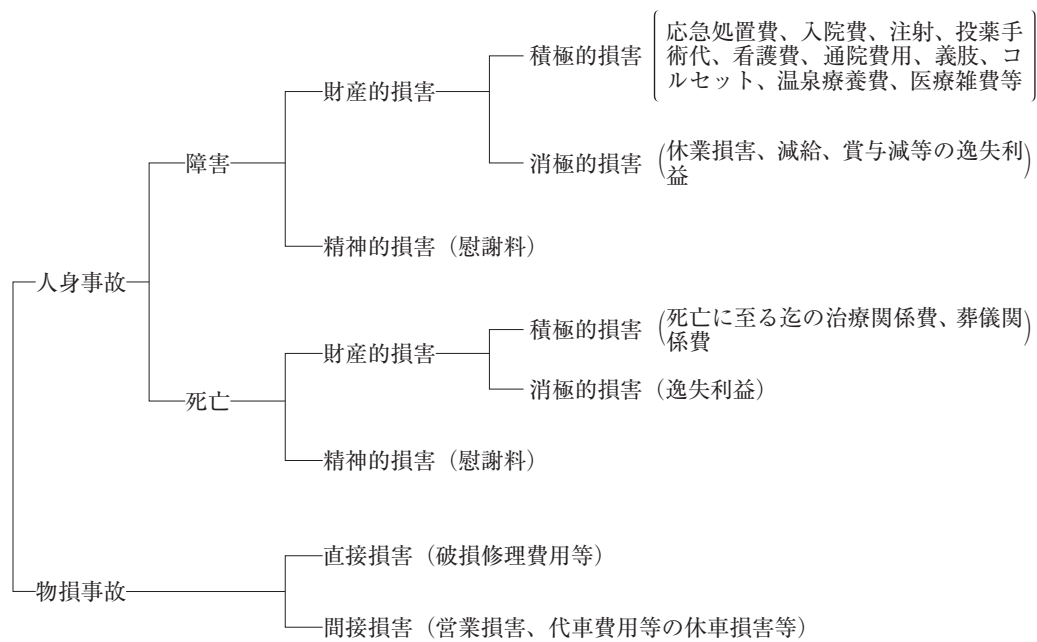 応急処置費、入院費、注射、投薬手
術代、看護費、通院費用、義肢、コ
ルセット、温泉療養費、医療雑費等
積極的損害
財産的損害
消極的損害
(休業損害、減給、賞与減等の逸失利
益)
障害
精神的損害(慰謝料)
人身事故
積極的損害
(死亡に至る迄の治療関係費、葬儀関
係費)
財産的損害
消極的損害(逸失利益)
死亡
精神的損害(慰謝料)
直接損害(破損修理費用等)
物損事故
間接損害(営業損害、代車費用等の休車損害等)